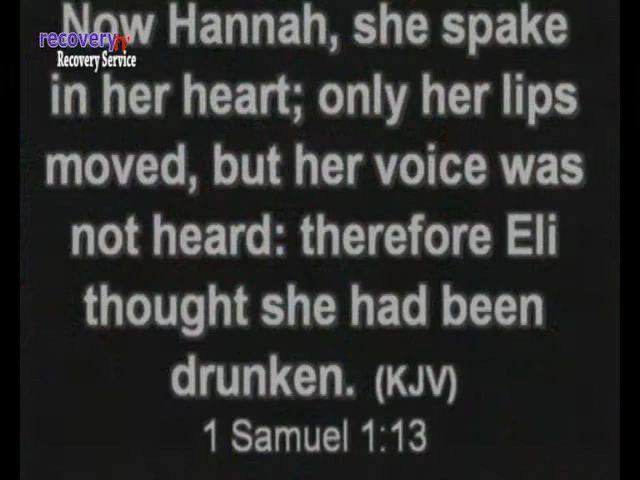 Now Hannah, she spake
recoveryTV
Recovery Service
in her heart; only her lips
moved, but her voice was
not heard: therefore Eli
thought she had been
drunken. (KJV)
1 Samuel 1:13